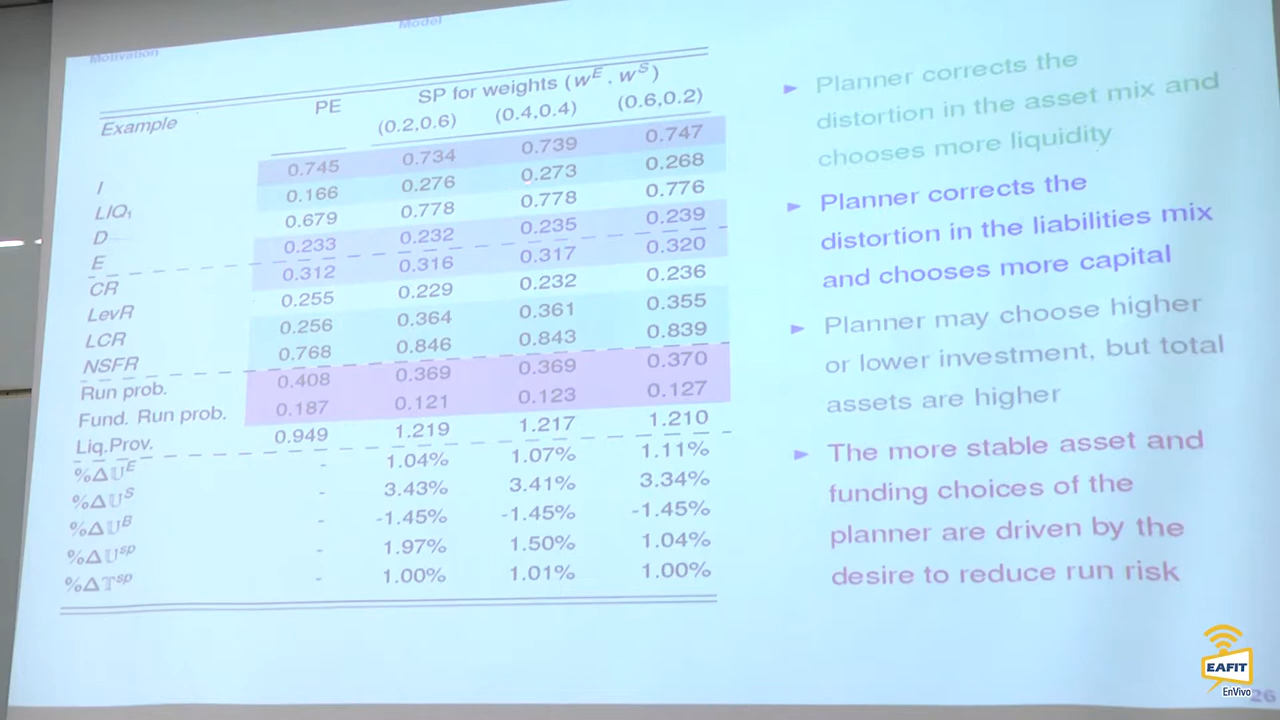 Motivation
Model
Example PE SP for weights (w^E, w^S)
(0.2,0.6) (0.4,0.4) (0.6,0.2)
I 0.745 0.734 0.739 0.747
LIQ₁ 0.166 0.276 0.273 0.268
D 0.679 0.778 0.778 0.776
E 0.233 0.232 0.235 0.239
CR 0.312 0.316 0.317 0.320
LevR 0.255 0.229 0.232 0.236
LCR 0.256 0.364 0.361 0.355
NSFR 0.768 0.846 0.843 0.839
Run prob. 0.408 0.369 0.369 0.370
Fund. Run prob. 0.187 0.121 0.123 0.127
Liq.Prov. 0.949 1.219 1.217 1.210
%Δ𝕌^E - 1.04% 1.07% 1.11%
%Δ𝕌^S - 3.43% 3.41% 3.34%
%Δ𝕌^B - -1.45% -1.45% -1.45%
%Δ𝕌^sp - 1.97% 1.50% 1.04%
%Δ𝕋^sp - 1.00% 1.01% 1.00%
► Planner corrects the
distortion in the asset mix and
chooses more liquidity
► Planner corrects the
distortion in the liabilities mix
and chooses more capital
► Planner may choose higher
or lower investment, but total
assets are higher
► The more stable asset and
funding choices of the
planner are driven by the
desire to reduce run risk
EAFIT
EnVivo
26